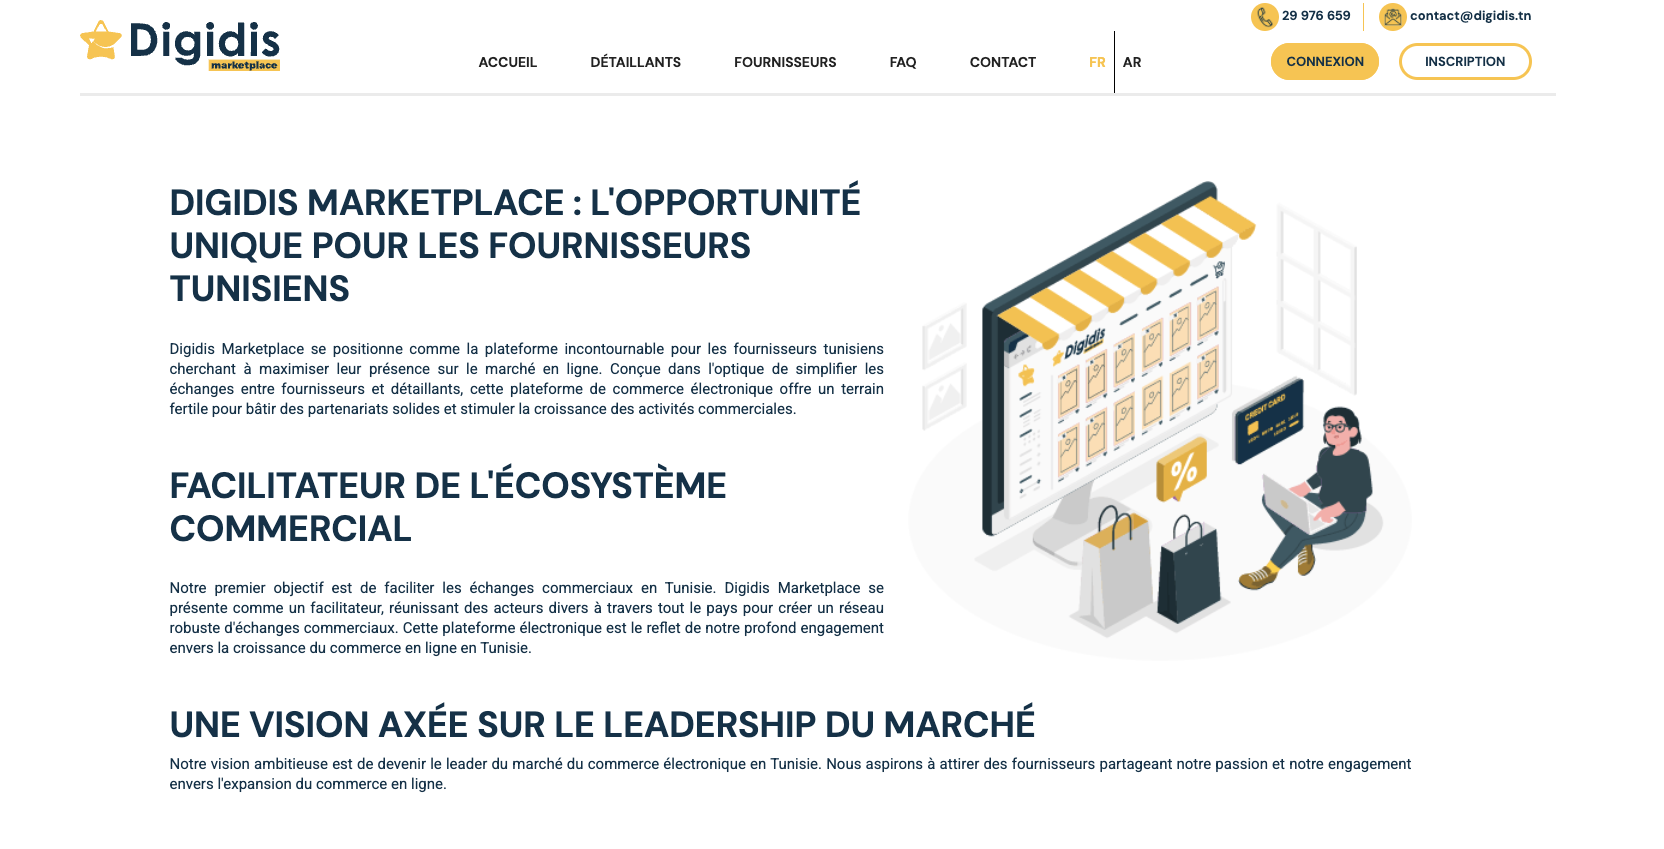 Digidis
marketplace
29 976 659
contact@digidis.tn
ACCUEIL
DÉTAILLANTS
FOURNISSEURS
FAQ
CONTACT
FR
AR
CONNEXION
INSCRIPTION
DIGIDIS MARKETPLACE : L'OPPORTUNITÉ
UNIQUE POUR LES FOURNISSEURS
TUNISIENS
Digidis Marketplace se positionne comme la plateforme incontournable pour les fournisseurs tunisiens
cherchant à maximiser leur présence sur le marché en ligne. Conçue dans l'optique de simplifier les
échanges entre fournisseurs et détaillants, cette plateforme de commerce électronique offre un terrain
fertile pour bâtir des partenariats solides et stimuler la croissance des activités commerciales.
Digidis
CREDIT CARD
%
FACILITATEUR DE L'ÉCOSYSTÈME
COMMERCIAL
Notre premier objectif est de faciliter les échanges commerciaux en Tunisie. Digidis Marketplace se
présente comme un facilitateur, réunissant des acteurs divers à travers tout le pays pour créer un réseau
robuste d'échanges commerciaux. Cette plateforme électronique est le reflet de notre profond engagement
envers la croissance du commerce en ligne en Tunisie.
UNE VISION AXÉE SUR LE LEADERSHIP DU MARCHÉ
Notre vision ambitieuse est de devenir le leader du marché du commerce électronique en Tunisie. Nous aspirons à attirer des fournisseurs partageant notre passion et notre engagement
envers l'expansion du commerce en ligne.